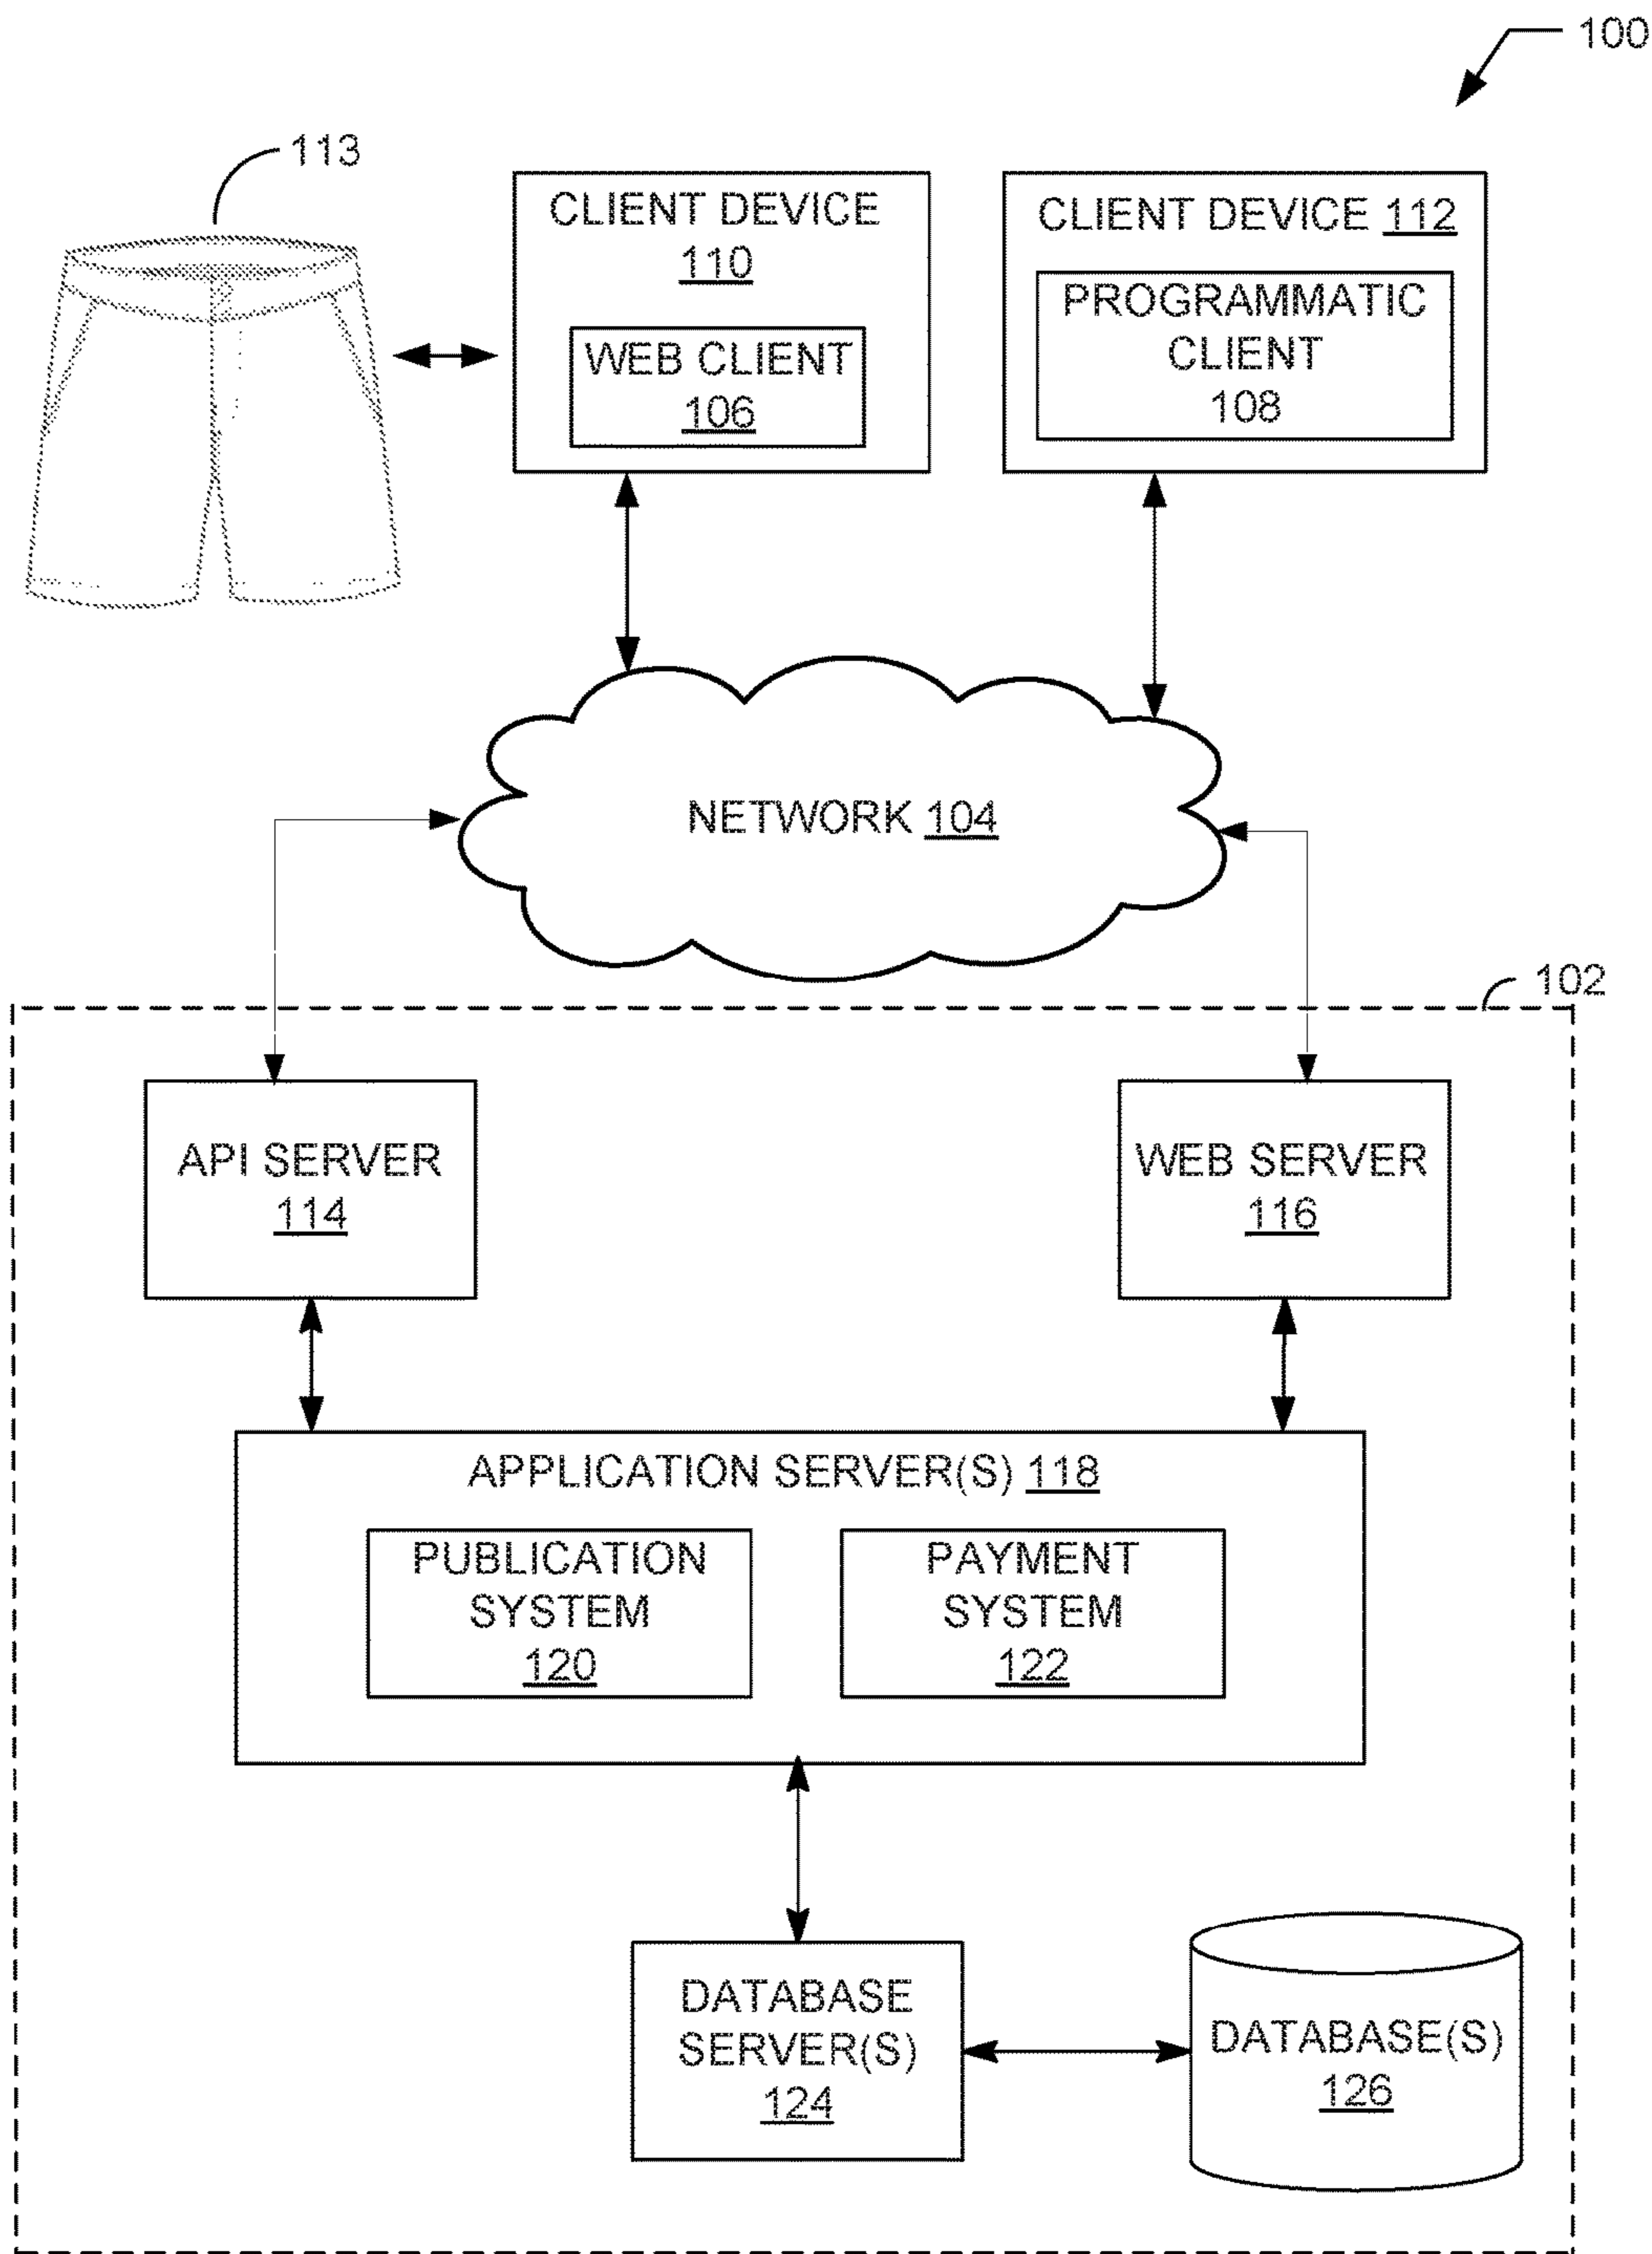 100
113
CLIENT DEVICE
110
WEB CLIENT
106
CLIENT DEVICE 112
PROGRAMMATIC
CLIENT
108
NETWORK 104
102
API SERVER
114
WEB SERVER
116
APPLICATION SERVER(S) 118
PUBLICATION
SYSTEM
120
PAYMENT
SYSTEM
122
DATABASE
SERVER(S)
124
DATABASE(S)
126